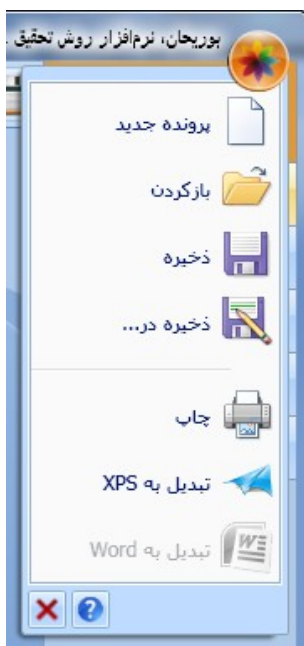 بوریحان، نرم‌افزار روش تحقیق
پرونده جدید
بازکردن
ذخیره
ذخیره در...
چاپ
تبدیل به XPS
تبدیل به Word